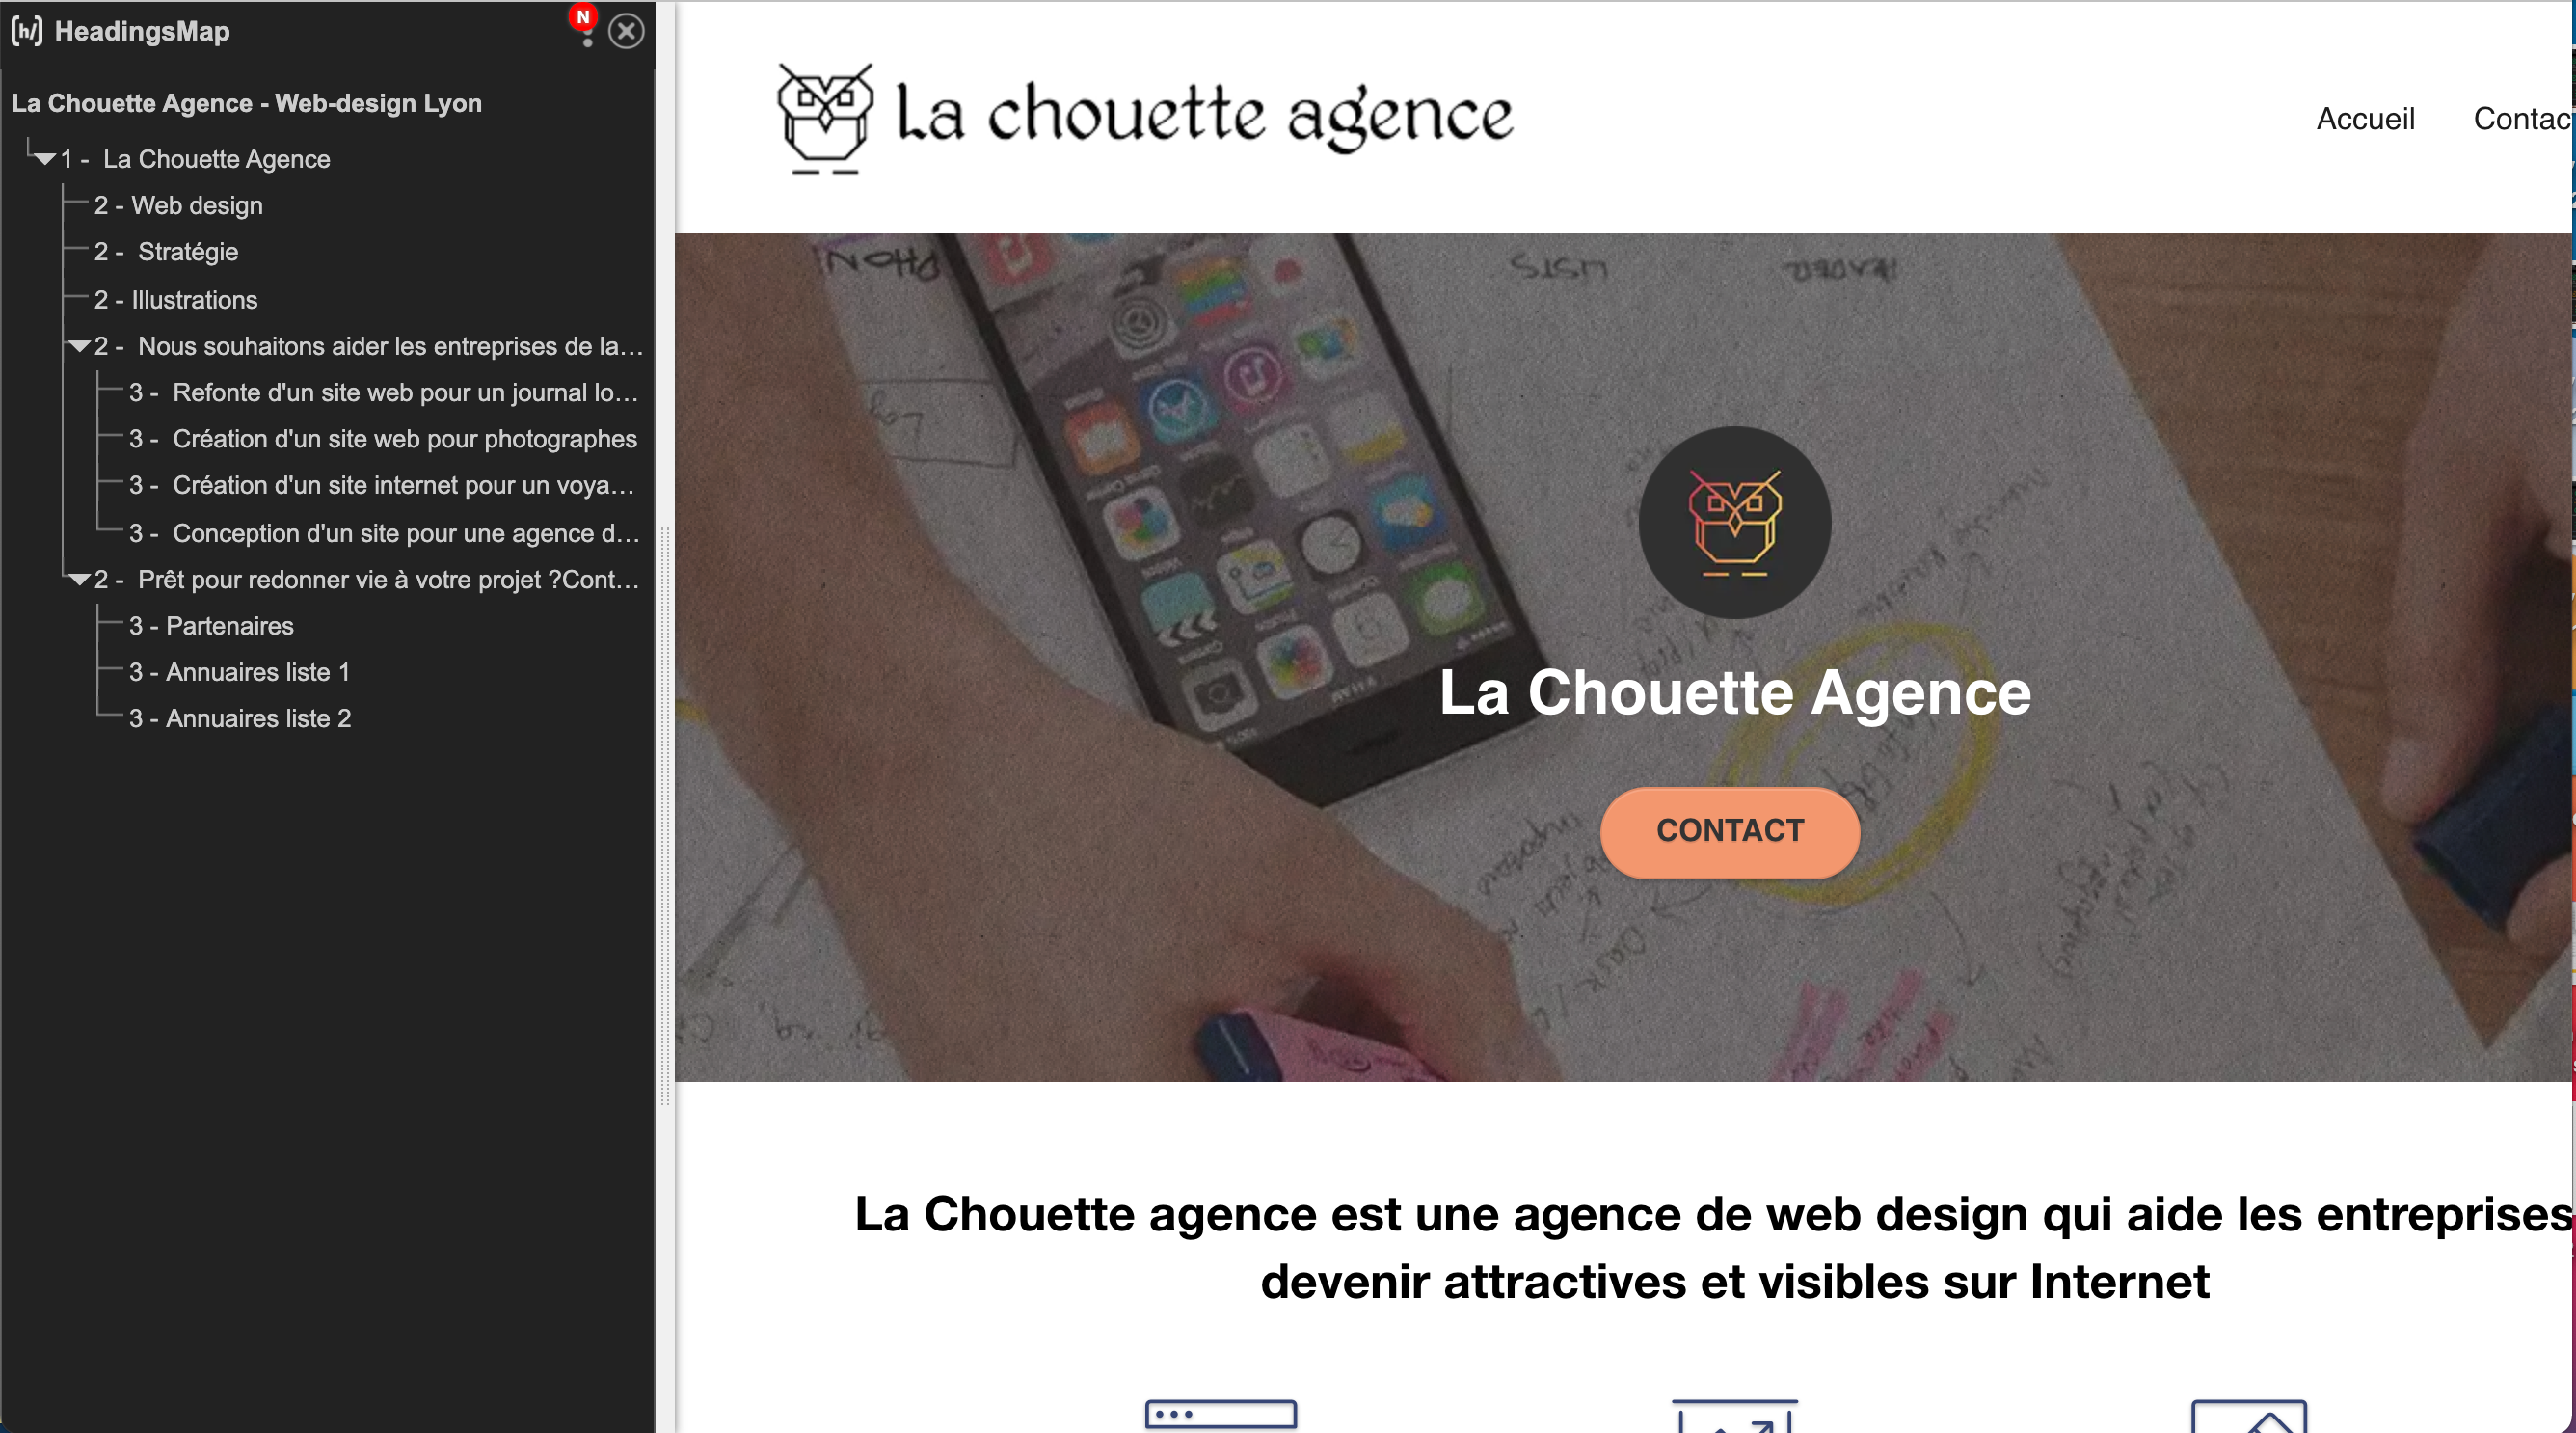 [h/] HeadingsMap
N
La Chouette Agence - Web-design Lyon
1 - La Chouette Agence
2 - Web design
2 - Stratégie
2 - Illustrations
2 - Nous souhaitons aider les entreprises de la…
3 - Refonte d'un site web pour un journal lo…
3 - Création d'un site web pour photographes
3 - Création d'un site internet pour un voya…
3 - Conception d'un site pour une agence d…
2 - Prêt pour redonner vie à votre projet ?Cont…
3 - Partenaires
3 - Annuaires liste 1
3 - Annuaires liste 2
La chouette agence
Accueil
Contac
LISTS
HEADER
La Chouette Agence
CONTACT
La Chouette agence est une agence de web design qui aide les entreprises
devenir attractives et visibles sur Internet